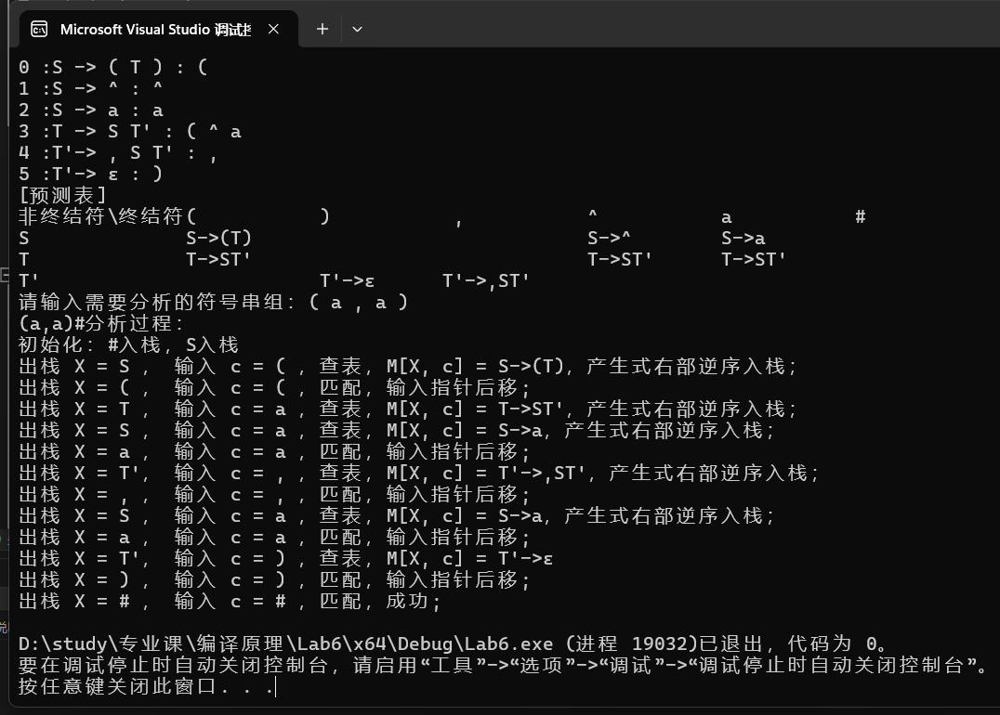 Microsoft Visual Studio 调试控
0 :S -> ( T ) : (
1 :S -> ^ : ^
2 :S -> a : a
3 :T -> S T' : ( ^ a
4 :T'-> , S T' : ,
5 :T'-> ε : )
[预测表]
非终结符\终结符( ) , ^ a #
S S->(T) S->^ S->a
T T->ST' T->ST' T->ST'
T' T'->ε T'->,ST'
请输入需要分析的符号串组: ( a , a )
(a,a)#分析过程:
初始化: #入栈, S入栈
出栈 X = S , 输入 c = ( , 查表, M[X, c] = S->(T), 产生式右部逆序入栈;
出栈 X = ( , 输入 c = ( , 匹配, 输入指针后移;
出栈 X = T , 输入 c = a , 查表, M[X, c] = T->ST', 产生式右部逆序入栈;
出栈 X = S , 输入 c = a , 查表, M[X, c] = S->a, 产生式右部逆序入栈;
出栈 X = a , 输入 c = a , 匹配, 输入指针后移;
出栈 X = T', 输入 c = , , 查表, M[X, c] = T'->,ST', 产生式右部逆序入栈;
出栈 X = , , 输入 c = , , 匹配, 输入指针后移;
出栈 X = S , 输入 c = a , 查表, M[X, c] = S->a, 产生式右部逆序入栈;
出栈 X = a , 输入 c = a , 匹配, 输入指针后移;
出栈 X = T', 输入 c = ) , 查表, M[X, c] = T'->ε
出栈 X = ) , 输入 c = ) , 匹配, 输入指针后移;
出栈 X = # , 输入 c = # , 匹配, 成功;
D:\study\专业课\编译原理\Lab6\x64\Debug\Lab6.exe (进程 19032)已退出，代码为 0。
要在调试停止时自动关闭控制台，请启用“工具”->“选项”->“调试”->“调试停止时自动关闭控制台”。
按任意键关闭此窗口. . .